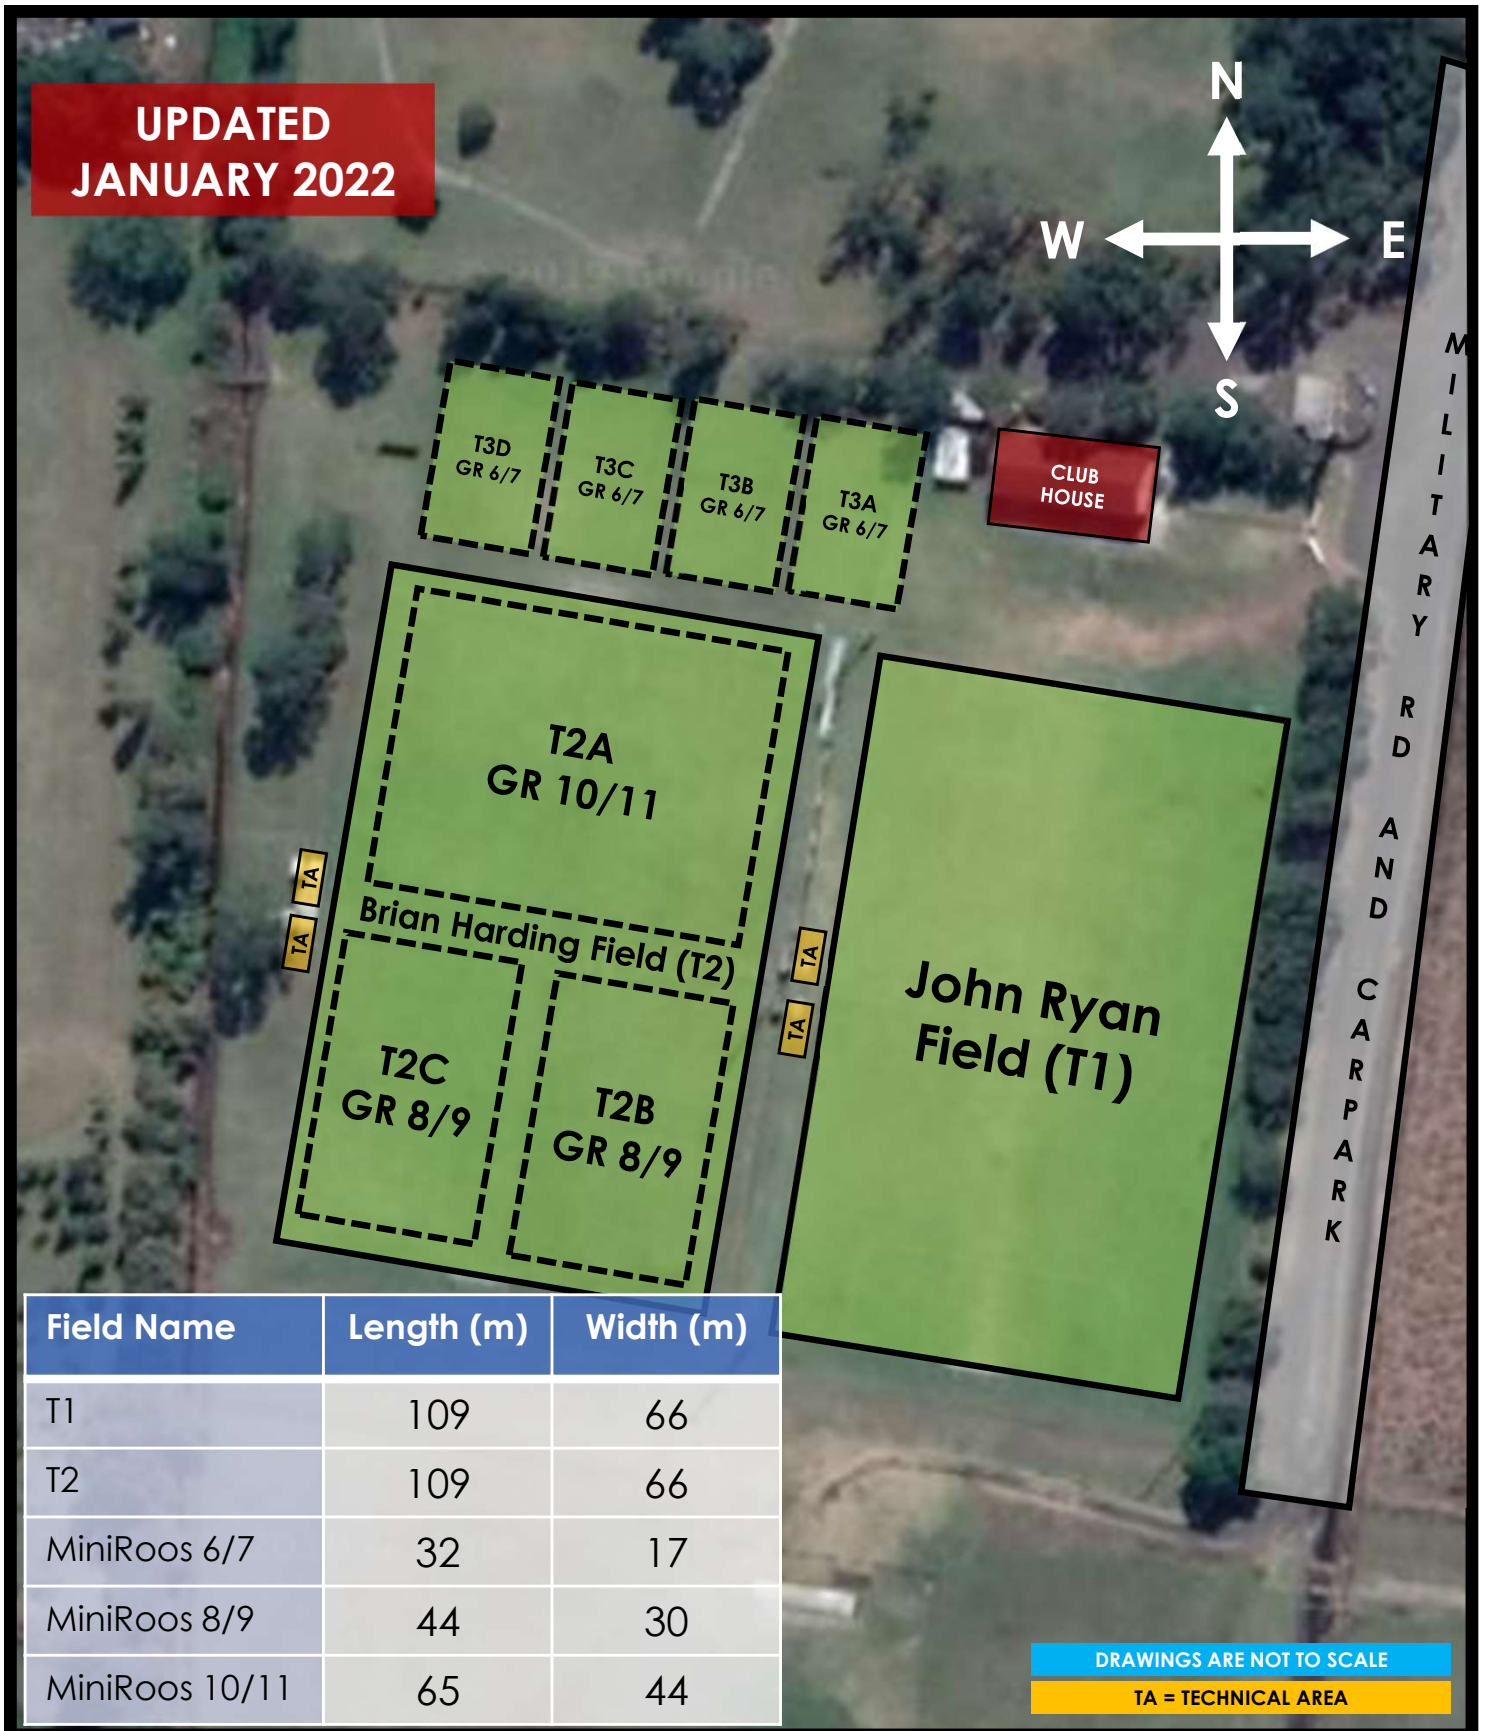 UPDATED
JANUARY 2022
N
W
E
S
T3D
GR 6/7
T3C
GR 6/7
T3B
GR 6/7
T3A
GR 6/7
CLUB
HOUSE
MILITARY RD AND CARPARK
T2A
GR 10/11
TA
TA
Brian Harding Field (T2)
TA
TA
John Ryan
Field (T1)
T2C
GR 8/9
T2B
GR 8/9
Field Name Length (m) Width (m)
T1 109 66
T2 109 66
MiniRoos 6/7 32 17
MiniRoos 8/9 44 30
MiniRoos 10/11 65 44
DRAWINGS ARE NOT TO SCALE
TA = TECHNICAL AREA